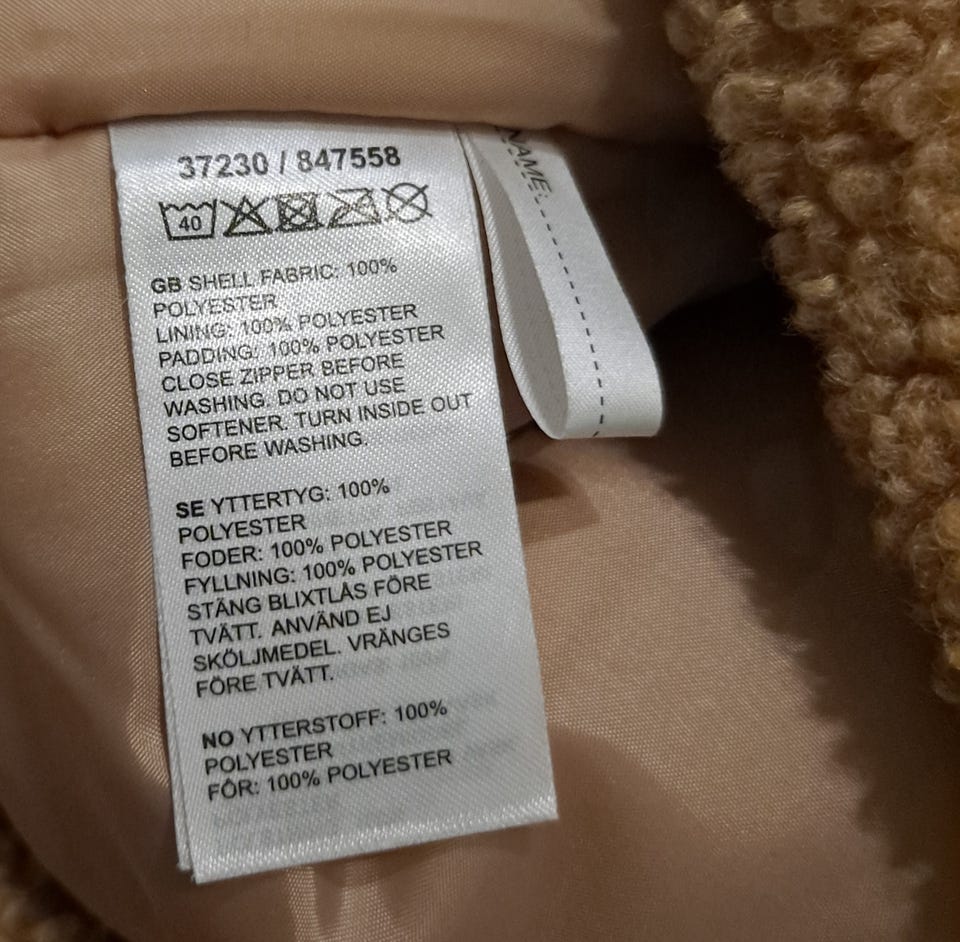 37230 / 847558
40
GB SHELL FABRIC: 100%
POLYESTER
LINING: 100% POLYESTER
PADDING: 100% POLYESTER
CLOSE ZIPPER BEFORE
WASHING. DO NOT USE
SOFTENER. TURN INSIDE OUT
BEFORE WASHING.
SE YTTERTYG: 100%
POLYESTER
FODER: 100% POLYESTER
FYLLNING: 100% POLYESTER
STÄNG BLIXTLÅS FÖRE
TVÄTT. ANVÄND EJ
SKÖLJMEDEL. VRÄNGES
FÖRE TVÄTT.
NO YTTERSTOFF: 100%
POLYESTER
FÔR: 100% POLYESTER
NAME: